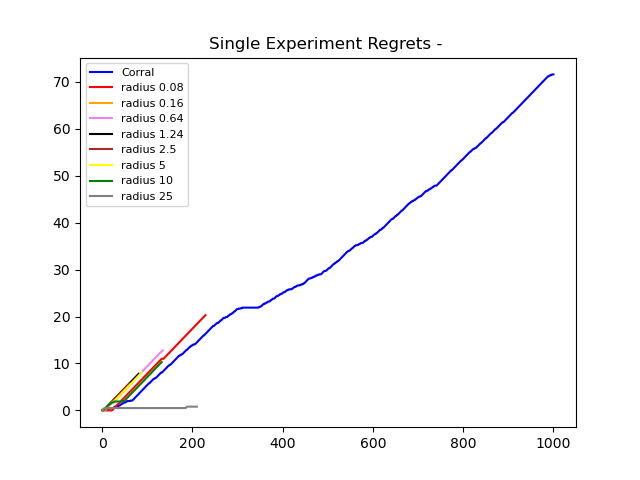 Single Experiment Regrets -
70
60
50
40
30
20
10
0
Corral
radius 0.08
radius 0.16
radius 0.64
radius 1.24
radius 2.5
radius 5
radius 10
radius 25
0 200 400 600 800 1000